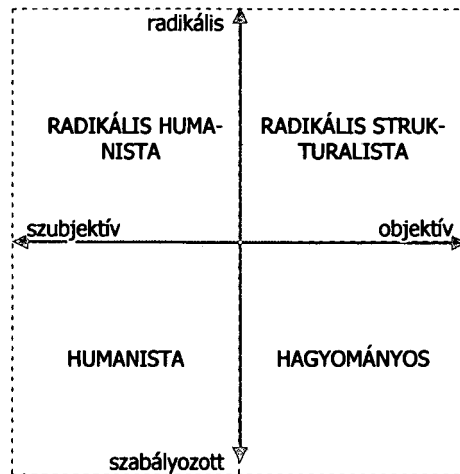 radikális
RADIKÁLIS HUMA-
NISTA
RADIKÁLIS STRUK-
TURALISTA
szubjektív
objektív
HUMANISTA
HAGYOMÁNYOS
szabályozott